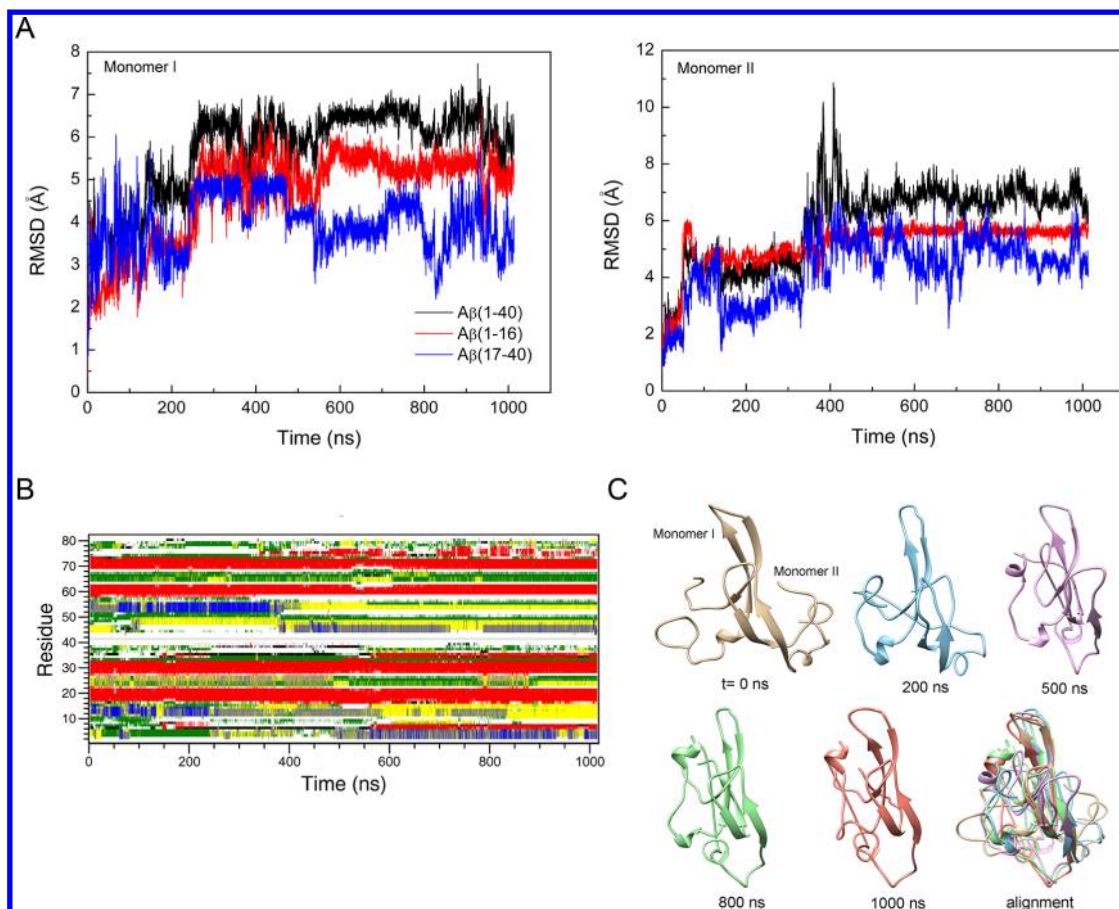 A
Monomer I
RMSD (Å)
8
7
6
5
4
3
2
1
0
0 200 400 600 800 1000
Time (ns)
Aβ(1-40)
Aβ(1-16)
Aβ(17-40)
Monomer II
RMSD (Å)
12
10
8
6
4
2
0
0 200 400 600 800 1000
Time (ns)
B
Residue
80
70
60
50
40
30
20
10
0 200 400 600 800 1000
Time (ns)
C
Monomer I
Monomer II
t= 0 ns
200 ns
500 ns
800 ns
1000 ns
alignment